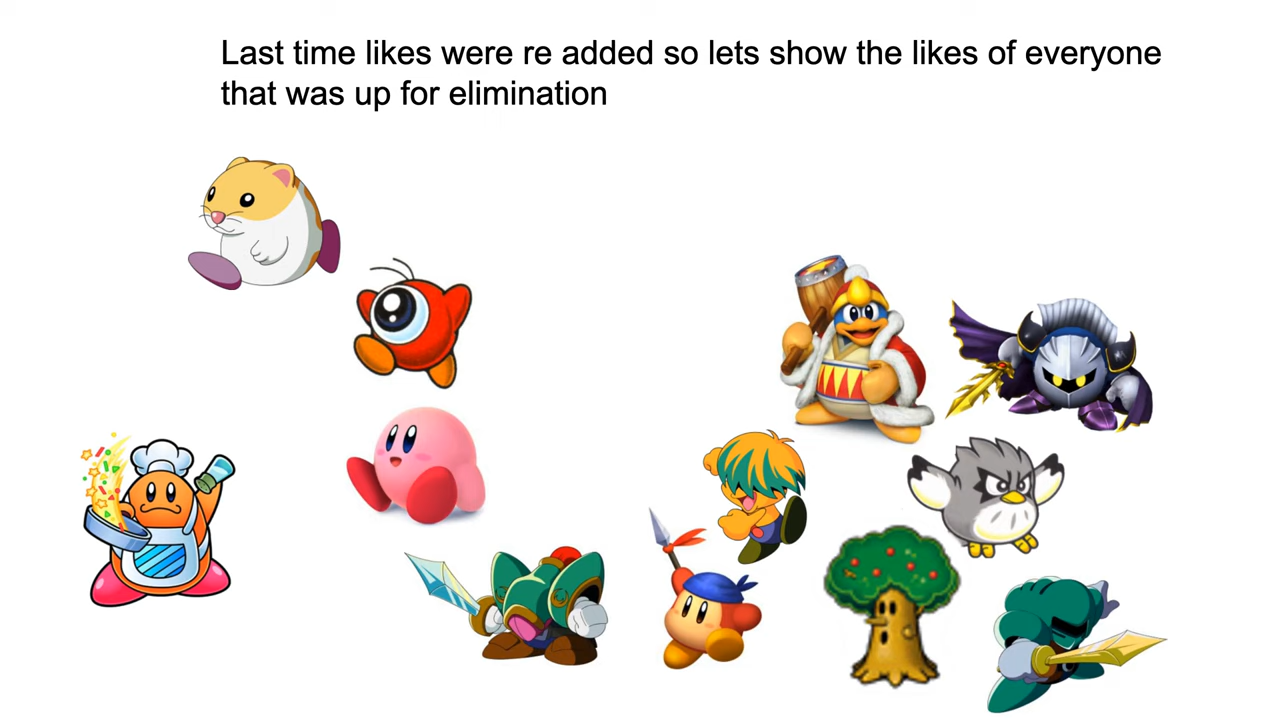 Last time likes were re added so lets show the likes of everyone
that was up for elimination